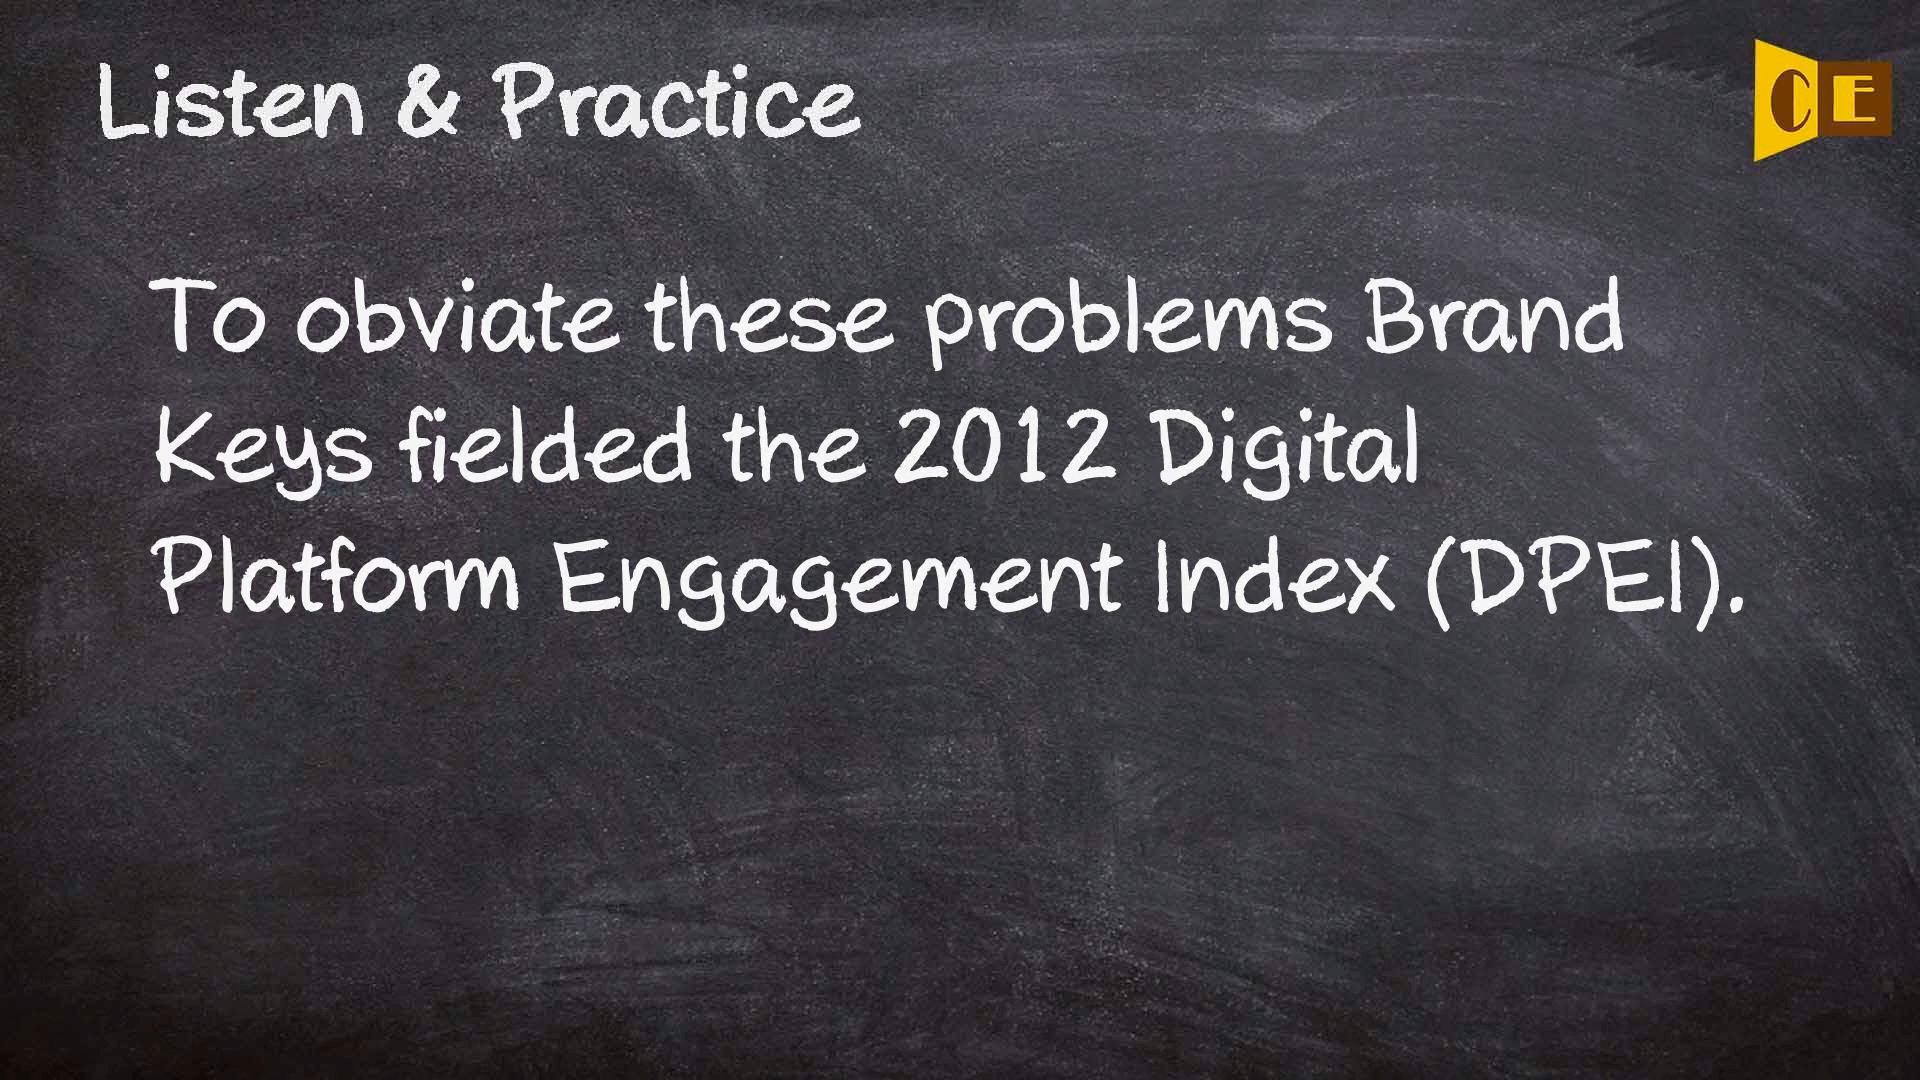 Listen & Practice
CE
To obviate these problems Brand
Keys fielded the 2012 Digital
Platform Engagement Index (DPEI).